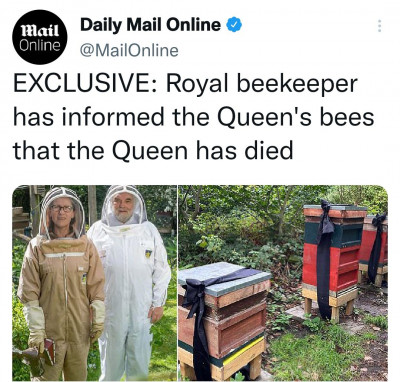 Mail
Online
Daily Mail Online
@MailOnline
EXCLUSIVE: Royal beekeeper
has informed the Queen's bees
that the Queen has died